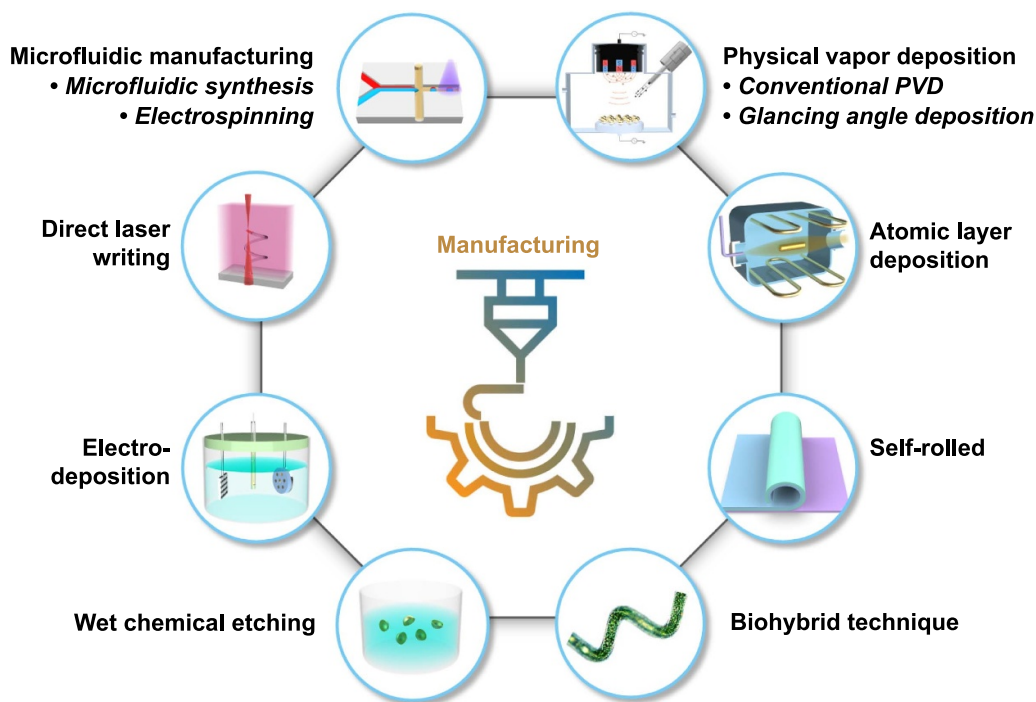 Microfluidic manufacturing
• Microfluidic synthesis
• Electrospinning
Physical vapor deposition
• Conventional PVD
• Glancing angle deposition
Direct laser
writing
Manufacturing
Atomic layer
deposition
Electro-
deposition
Self-rolled
Wet chemical etching
Biohybrid technique